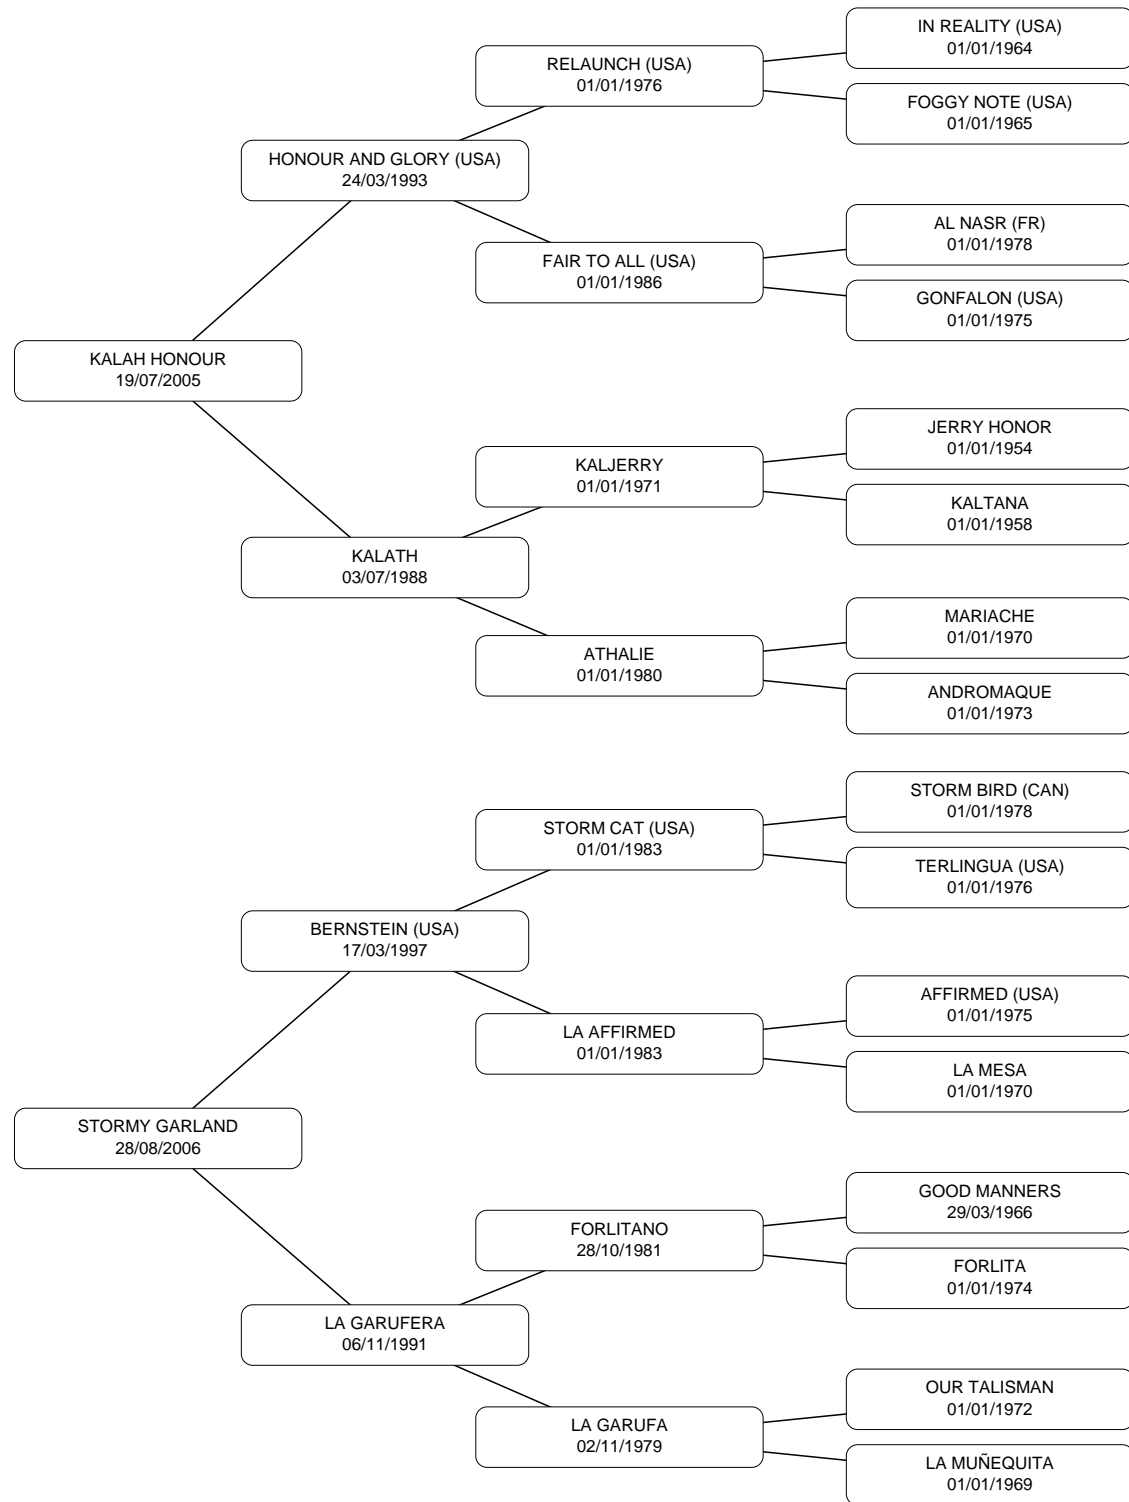 IN REALITY (USA)
01/01/1964
RELAUNCH (USA)
01/01/1976
FOGGY NOTE (USA)
01/01/1965
HONOUR AND GLORY (USA)
24/03/1993
AL NASR (FR)
01/01/1978
FAIR TO ALL (USA)
01/01/1986
GONFALON (USA)
01/01/1975
KALAH HONOUR
19/07/2005
JERRY HONOR
01/01/1954
KALJERRY
01/01/1971
KALTANA
01/01/1958
KALATH
03/07/1988
MARIACHE
01/01/1970
ATHALIE
01/01/1980
ANDROMAQUE
01/01/1973
STORM BIRD (CAN)
01/01/1978
STORM CAT (USA)
01/01/1983
TERLINGUA (USA)
01/01/1976
BERNSTEIN (USA)
17/03/1997
AFFIRMED (USA)
01/01/1975
LA AFFIRMED
01/01/1983
LA MESA
01/01/1970
STORMY GARLAND
28/08/2006
GOOD MANNERS
29/03/1966
FORLITANO
28/10/1981
FORLITA
01/01/1974
LA GARUFERA
06/11/1991
OUR TALISMAN
01/01/1972
LA GARUFA
02/11/1979
LA MUÑEQUITA
01/01/1969